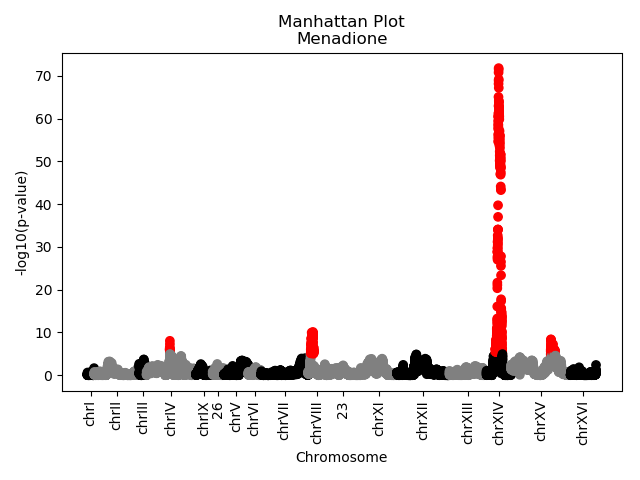 Manhattan Plot
Menadione
70
60
50
40
30
20
10
0
-log10(p-value)
chrI
chrII
chrIII
chrIV
chrIX
26
chrV
chrVI
chrVII
chrVIII
23
chrXI
chrXII
chrXIII
chrXIV
chrXV
chrXVI
Chromosome